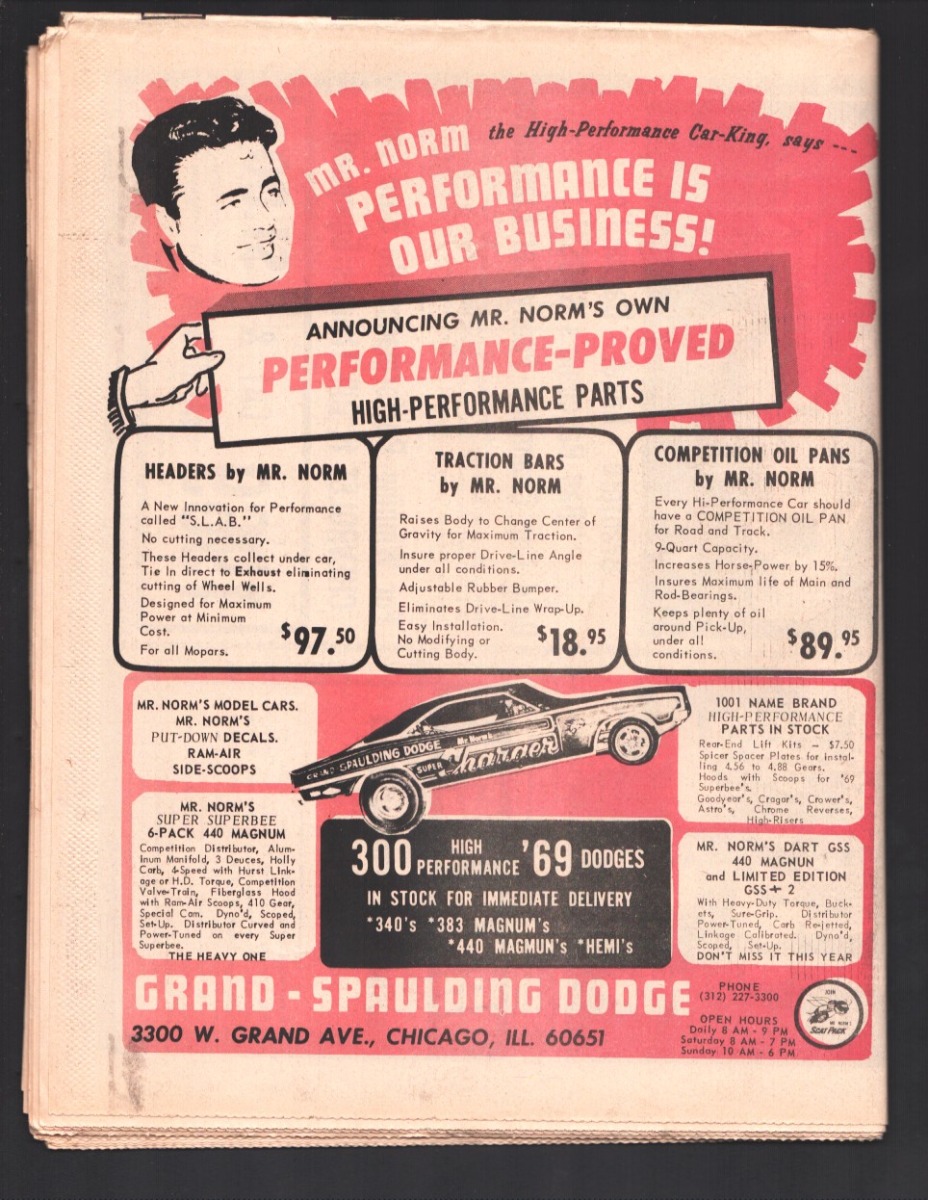 MR. NORM the High-Performance Car-King, says ---
PERFORMANCE IS
OUR BUSINESS!
ANNOUNCING MR. NORM'S OWN
PERFORMANCE-PROVED
HIGH-PERFORMANCE PARTS
HEADERS by MR. NORM
A New Innovation for Performance
called "S.L.A.B."
No cutting necessary.
These Headers collect under car,
Tie In direct to Exhaust eliminating
cutting of Wheel Wells.
Designed for Maximum
Power at Minimum
Cost.
For all Mopars.
$97.50
TRACTION BARS
by MR. NORM
Raises Body to Change Center of
Gravity for Maximum Traction.
Insure proper Drive-Line Angle
under all conditions.
Adjustable Rubber Bumper.
Eliminates Drive-Line Wrap-Up.
Easy Installation.
No Modifying or
Cutting Body.
$18.95
COMPETITION OIL PANS
by MR. NORM
Every Hi-Performance Car should
have a COMPETITION OIL PAN
for Road and Track.
9-Quart Capacity.
Increases Horse-Power by 15%.
Insures Maximum life of Main and
Rod-Bearings.
Keeps plenty of oil
around Pick-Up,
under all
conditions.
$89.95
MR. NORM'S MODEL CARS.
MR. NORM'S
PUT-DOWN DECALS.
RAM-AIR
SIDE-SCOOPS
MR. NORM'S
SUPER SUPERBEE
6-PACK 440 MAGNUM
Competition Distributor, Alum-
inum Manifold, 3 Deuces, Holly
Carb, 4-Speed with Hurst Link-
age or H.D. Torque, Competition
Valve-Train, Fiberglass Hood
with Ram-Air Scoops, 410 Gear,
Special Cam. Dyno'd, Scoped,
Set-Up. Distributor Curved and
Power-Tuned on every Super
Superbee.
THE HEAVY ONE
GRAND SPAULDING DODGE
Mr. Norm's
SUPER Charger
300 HIGH PERFORMANCE '69 DODGES
IN STOCK FOR IMMEDIATE DELIVERY
*340's *383 MAGNUM's
*440 MAGMUN's *HEMI's
1001 NAME BRAND
HIGH-PERFORMANCE
PARTS IN STOCK
Rear-End Lift Kits — $7.50
Spicer Spacer Plates for instal-
ling 4.56 to 4.88 Gears.
Hoods with Scoops for '69
Superbee's.
Goodyear's, Cragar's, Crower's,
Astro's, Chrome Reverses,
High-Risers
MR. NORM'S DART GSS
440 MAGNUN
and LIMITED EDITION
GSS + 2
With Heavy-Duty Torque, Buck-
ets, Sure-Grip. Distributor
Power-Tuned, Carb Re-jetted,
Linkage Calibrated. Dyno'd,
Scoped, Set-Up.
DON'T MISS IT THIS YEAR
GRAND - SPAULDING DODGE
3300 W. GRAND AVE., CHICAGO, ILL. 60651
PHONE
(312) 227-3300
OPEN HOURS
Daily 8 AM - 9 PM
Saturday 8 AM - 7 PM
Sunday 10 AM - 6 PM
JOIN
MR NORM'S
SCAT PACK